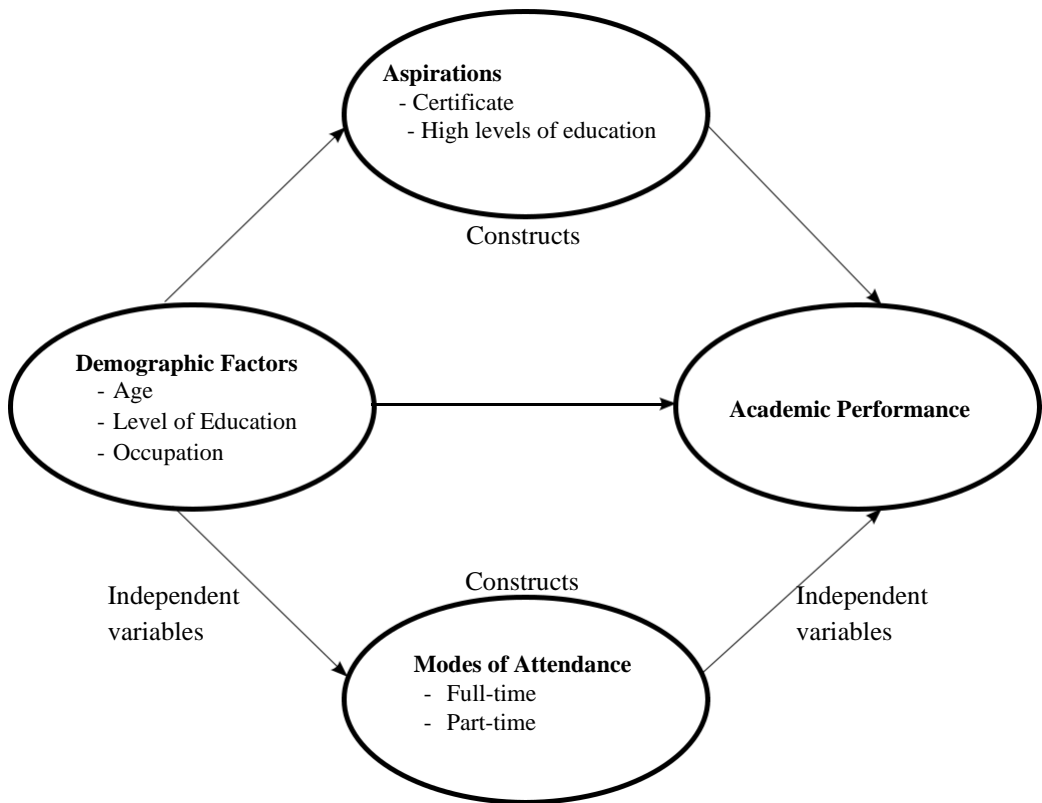 Aspirations
- Certificate
- High levels of education
Constructs
Demographic Factors
- Age
- Level of Education
- Occupation
Academic Performance
Constructs
Independent
variables
Independent
variables
Modes of Attendance
- Full-time
- Part-time